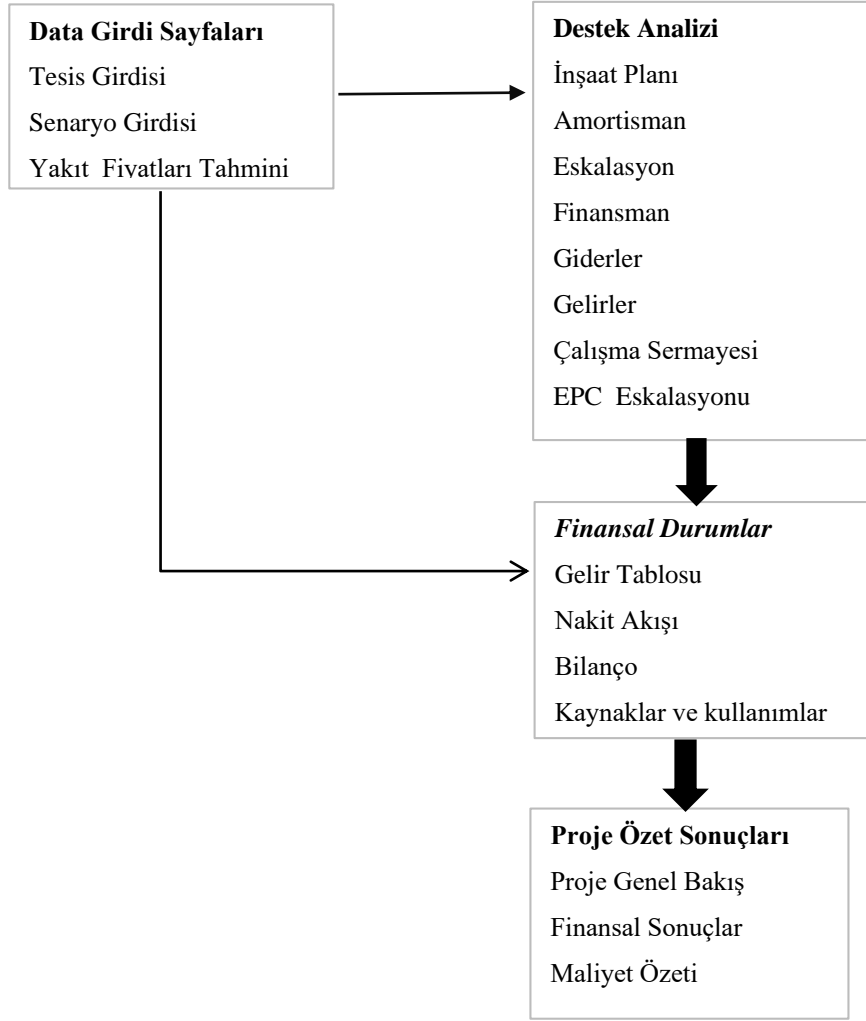 Data Girdi Sayfaları
Tesis Girdisi
Senaryo Girdisi
Yakıt Fiyatları Tahmini
Destek Analizi
İnşaat Planı
Amortisman
Eskalasyon
Finansman
Giderler
Gelirler
Çalışma Sermayesi
EPC Eskalasyonu
Finansal Durumlar
Gelir Tablosu
Nakit Akışı
Bilanço
Kaynaklar ve kullanımlar
Proje Özet Sonuçları
Proje Genel Bakış
Finansal Sonuçlar
Maliyet Özeti